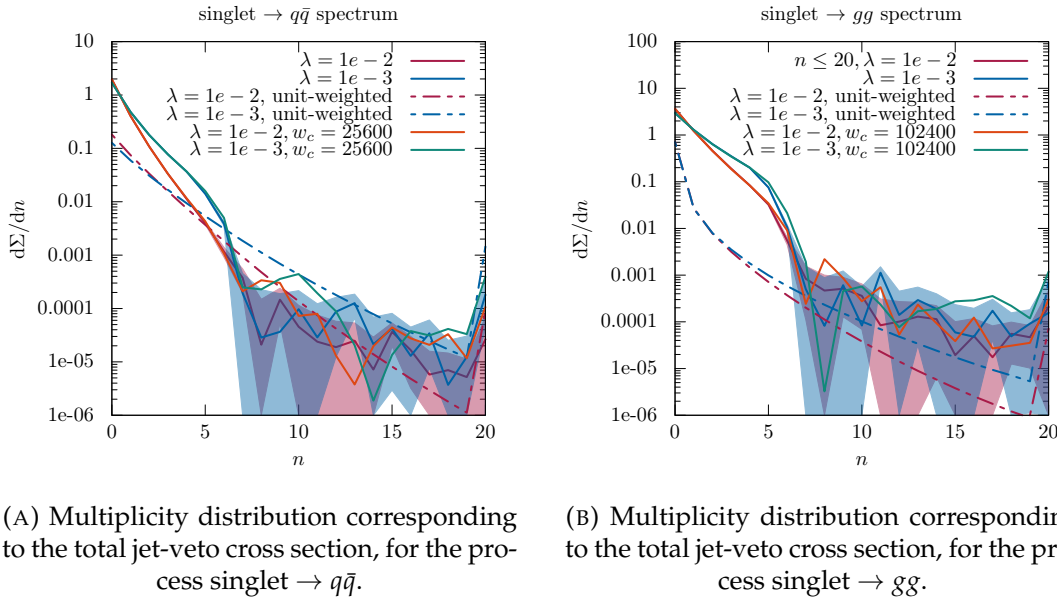 singlet → qq̄ spectrum
10
1
0.1
0.01
0.001
0.0001
1e-05
1e-06
0
5
10
15
20
dΣ/dn
n
λ = 1e − 2
λ = 1e − 3
λ = 1e − 2, unit-weighted
λ = 1e − 3, unit-weighted
λ = 1e − 2, w_c = 25600
λ = 1e − 3, w_c = 25600
(A) Multiplicity distribution corresponding
to the total jet-veto cross section, for the pro-
cess singlet → qq̄.
singlet → gg spectrum
100
10
1
0.1
0.01
0.001
0.0001
1e-05
1e-06
0
5
10
15
20
dΣ/dn
n
n ≤ 20, λ = 1e − 2
λ = 1e − 3
λ = 1e − 2, unit-weighted
λ = 1e − 3, unit-weighted
λ = 1e − 2, w_c = 102400
λ = 1e − 3, w_c = 102400
(B) Multiplicity distribution correspondin
to the total jet-veto cross section, for the pr
cess singlet → gg.